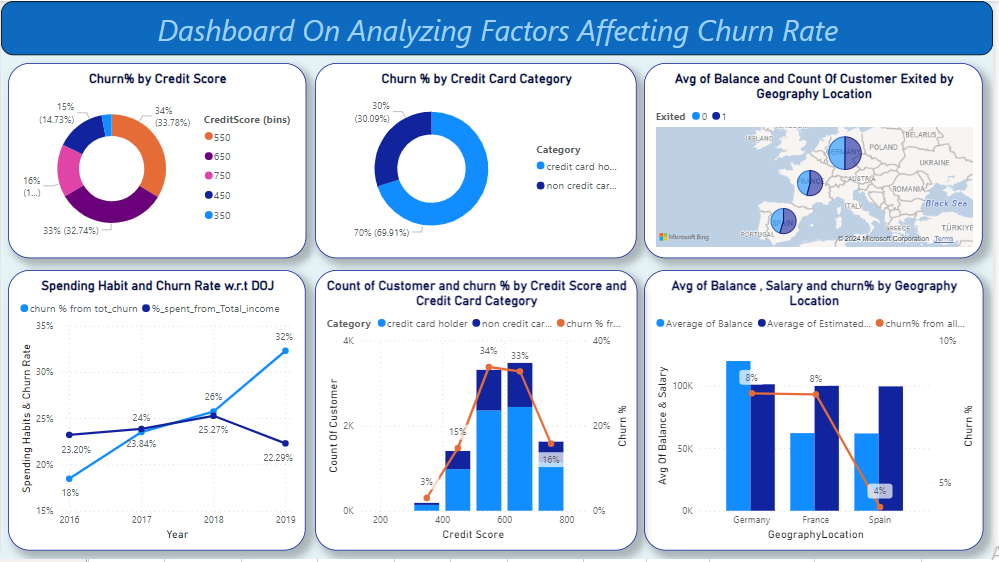 Dashboard On Analyzing Factors Affecting Churn Rate
Churn% by Credit Score
15%
(14.73%)
34%
(33.78%)
16%
(1...)
33% (32.74%)
CreditScore (bins)
550
650
750
450
350
Churn % by Credit Card Category
30%
(30.09%)
70% (69.91%)
Category
credit card ho...
non credit car...
Avg of Balance and Count Of Customer Exited by
Geography Location
Exited 0 1
IRELAND
BELARUS
GERMANY
POLAND
UKRAINE
FRANCE
AUSTRIA
ROMANIA
ITALY
Black Sea
SPAIN
PORTUGAL
GREECE
TÜRKIYE
Microsoft Bing
© 2024 Microsoft Corporation Terms
Spending Habit and Churn Rate w.r.t DOJ
churn % from tot_churn %_spent_from_Total_income
Spending Habits & Churn Rate
35%
30%
25%
20%
15%
32%
26%
24%
23.20%
23.84%
25.27%
22.29%
18%
2016 2017 2018 2019
Year
Count of Customer and churn % by Credit Score and
Credit Card Category
Category credit card holder non credit car... churn % fr...
Count Of Customer
4K
2K
0K
40%
20%
0%
Churn %
3%
15%
34%
33%
16%
200 400 600 800
Credit Score
Avg of Balance , Salary and churn% by Geography
Location
Average of Balance Average of Estimated... churn% from all...
Avg Of Balance & Salary
100K
50K
0K
10%
5%
Churn %
8%
8%
4%
Germany France Spain
GeographyLocation